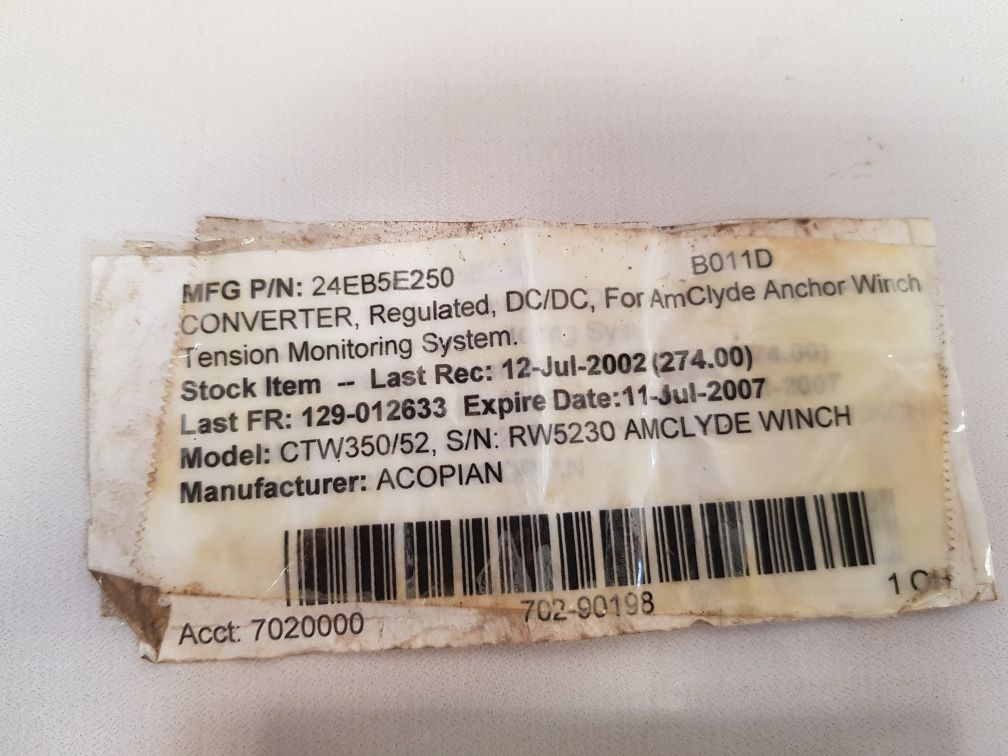 MFG P/N: 24EB5E250 B011D
CONVERTER, Regulated, DC/DC, For AmClyde Anchor Winch
Tension Monitoring System.
Stock Item -- Last Rec: 12-Jul-2002 (274.00)
Last FR: 129-012633 Expire Date:11-Jul-2007
Model: CTW350/52, S/N: RW5230 AMCLYDE WINCH
Manufacturer: ACOPIAN
702-90198 1
Acct: 7020000